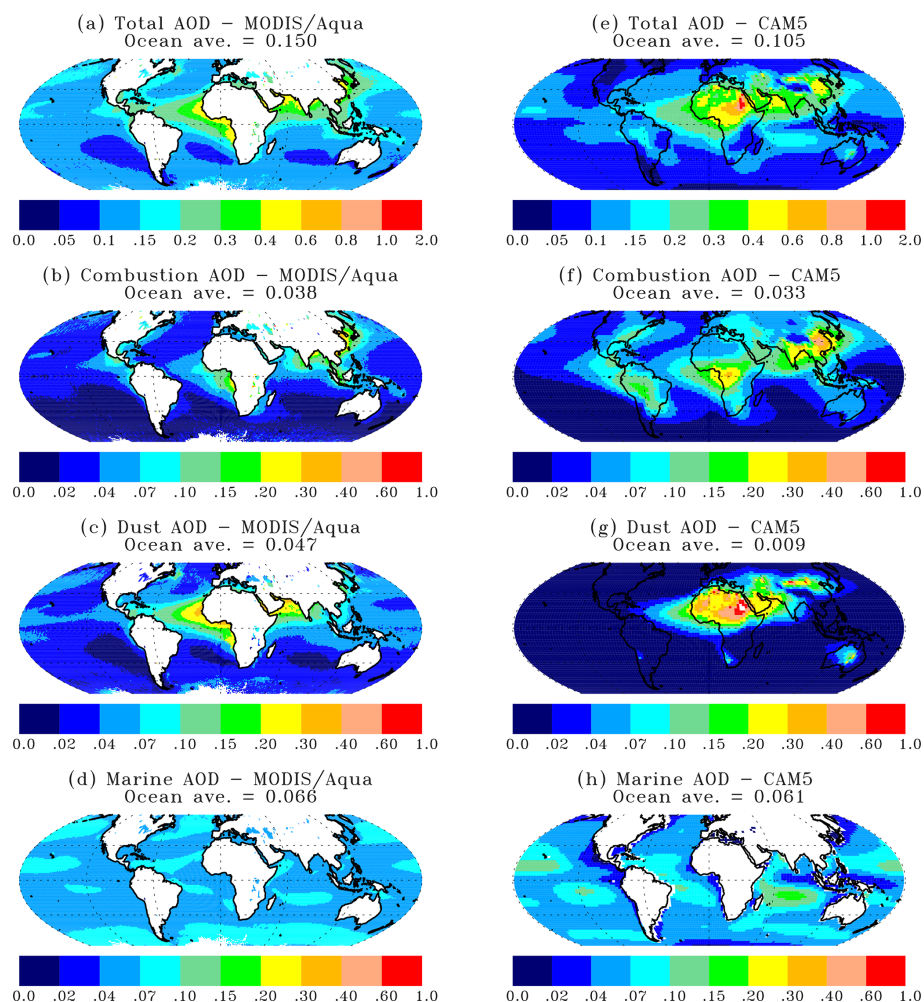 (a) Total AOD − MODIS/Aqua
Ocean ave. = 0.150
0.0 .05 0.1 .15 0.2 0.3 0.4 0.6 0.8 1.0 2.0
(e) Total AOD − CAM5
Ocean ave. = 0.105
0.0 .05 0.1 .15 0.2 0.3 0.4 0.6 0.8 1.0 2.0
(b) Combustion AOD − MODIS/Aqua
Ocean ave. = 0.038
0.0 .02 .04 .07 .10 .15 .20 .30 .40 .60 1.0
(f) Combustion AOD − CAM5
Ocean ave. = 0.033
0.0 .02 .04 .07 .10 .15 .20 .30 .40 .60 1.0
(c) Dust AOD − MODIS/Aqua
Ocean ave. = 0.047
0.0 .02 .04 .07 .10 .15 .20 .30 .40 .60 1.0
(g) Dust AOD − CAM5
Ocean ave. = 0.009
0.0 .02 .04 .07 .10 .15 .20 .30 .40 .60 1.0
(d) Marine AOD − MODIS/Aqua
Ocean ave. = 0.066
0.0 .02 .04 .07 .10 .15 .20 .30 .40 .60 1.0
(h) Marine AOD − CAM5
Ocean ave. = 0.061
0.0 .02 .04 .07 .10 .15 .20 .30 .40 .60 1.0